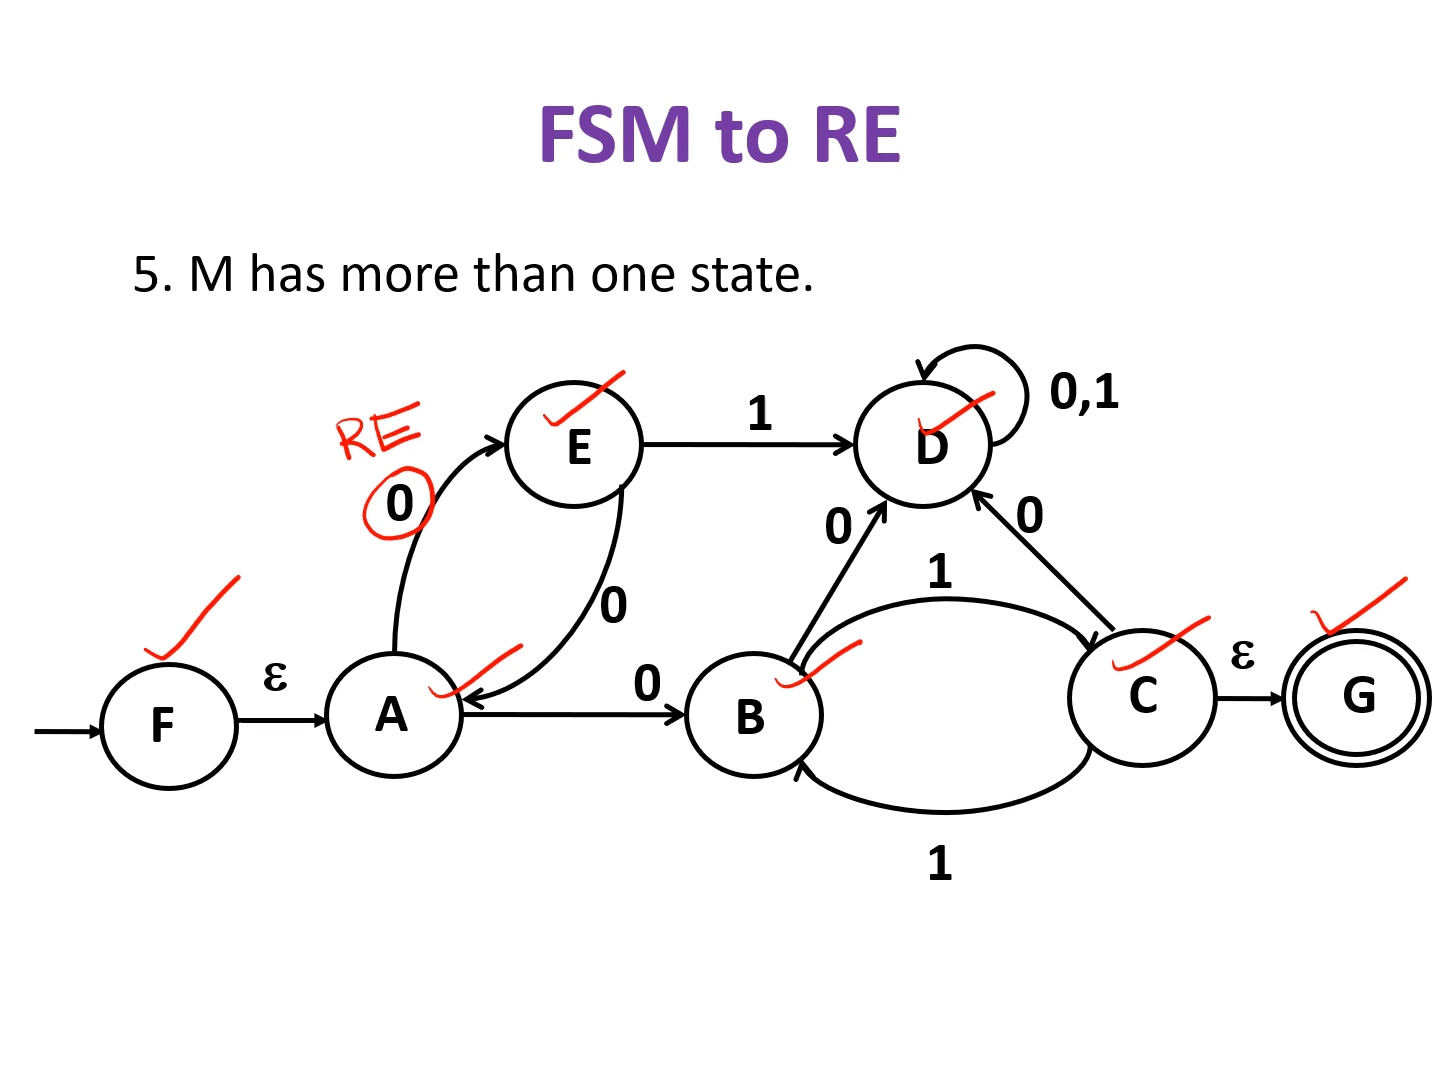 FSM to RE
5. M has more than one state.
RE
0
E
1
D
0,1
0
0
0
1
F
ε
A
0
B
C
ε
G
1